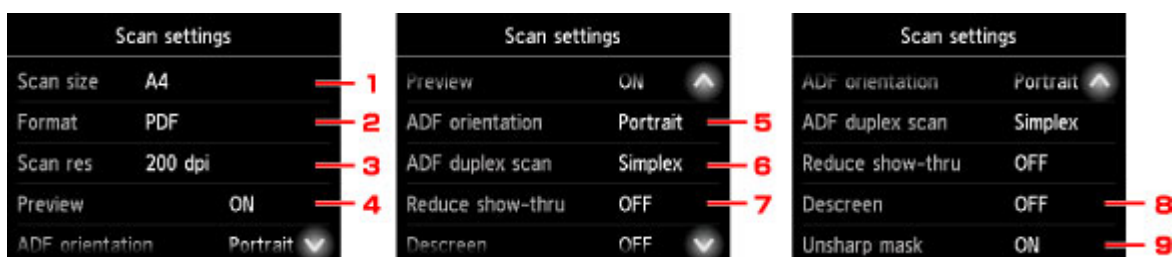 Scan settings
Scan size A4 1
Format PDF 2
Scan res 200 dpi 3
Preview ON 4
ADF orientation Portrait
Scan settings
Preview ON
ADF orientation Portrait 5
ADF duplex scan Simplex 6
Reduce show-thru OFF 7
Descreen OFF
Scan settings
ADF orientation Portrait
ADF duplex scan Simplex
Reduce show-thru OFF
Descreen OFF 8
Unsharp mask ON 9